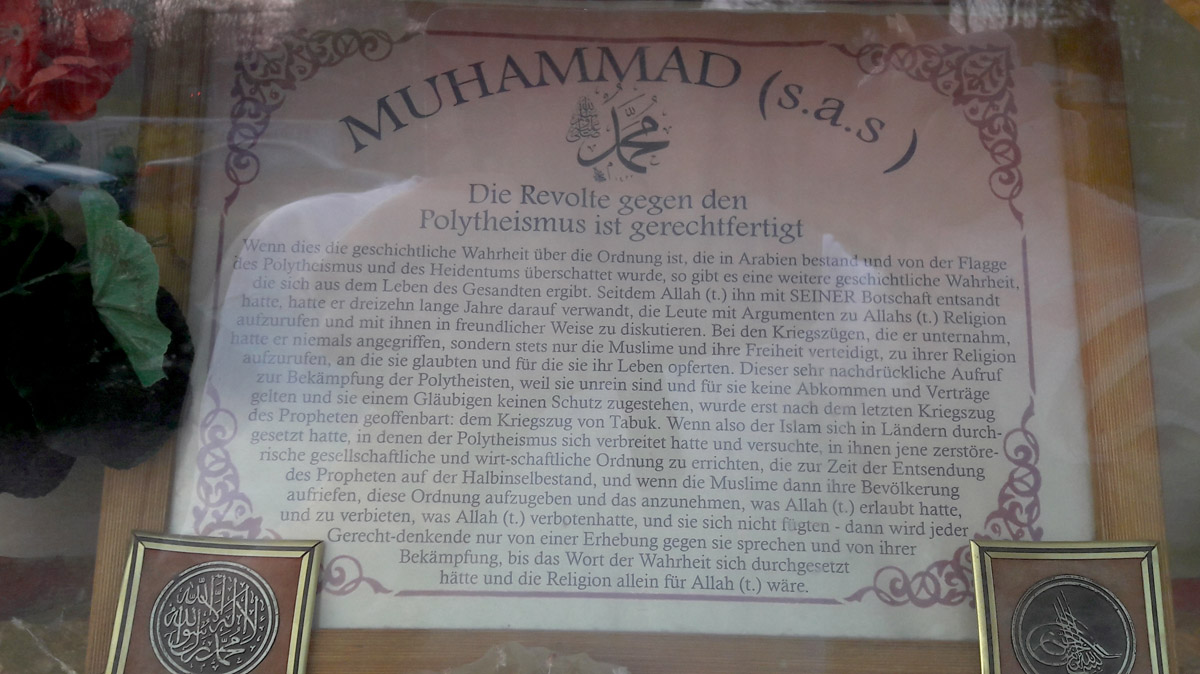 MUHAMMAD (s.a.s)
محمد
Die Revolte gegen den
Polytheismus ist gerechtfertigt
Wenn dies die geschichtliche Wahrheit über die Ordnung ist, die in Arabien bestand und von der Flagge
des Polytheismus und des Heidentums überschattet wurde, so gibt es eine weitere geschichtliche Wahrheit,
die sich aus dem Leben des Gesandten ergibt. Seitdem Allah (t.) ihn mit SEINER Botschaft entsandt
hatte, hatte er dreizehn lange Jahre darauf verwandt, die Leute mit Argumenten zu Allahs (t.) Religion
aufzurufen und mit ihnen in freundlicher Weise zu diskutieren. Bei den Kriegszügen, die er unternahm,
hatte er niemals angegriffen, sondern stets nur die Muslime und ihre Freiheit verteidigt, zu ihrer Religion
aufzurufen, an die sie glaubten und für die sie ihr Leben opferten. Dieser sehr nachdrückliche Aufruf
zur Bekämpfung der Polytheisten, weil sie unrein sind und für sie keine Abkommen und Verträge
gelten und sie einem Gläubigen keinen Schutz zugestehen, wurde erst nach dem letzten Kriegszug
des Propheten geoffenbart: dem Kriegszug von Tabuk. Wenn also der Islam sich in Ländern durch-
gesetzt hatte, in denen der Polytheismus sich verbreitet hatte und versuchte, in ihnen jene zerstöre-
rische gesellschaftliche und wirt-schaftliche Ordnung zu errichten, die zur Zeit der Entsendung
des Propheten auf der Halbinselbestand, und wenn die Muslime dann ihre Bevölkerung
aufriefen, diese Ordnung aufzugeben und das anzunehmen, was Allah (t.) erlaubt hatte,
und zu verbieten, was Allah (t.) verbotenhatte, und sie sich nicht fügten - dann wird jeder
Gerecht-denkende nur von einer Erhebung gegen sie sprechen und von ihrer
Bekämpfung, bis das Wort der Wahrheit sich durchgesetzt
hätte und die Religion allein für Allah (t.) wäre.
لا إله إلا الله محمد رسول الله